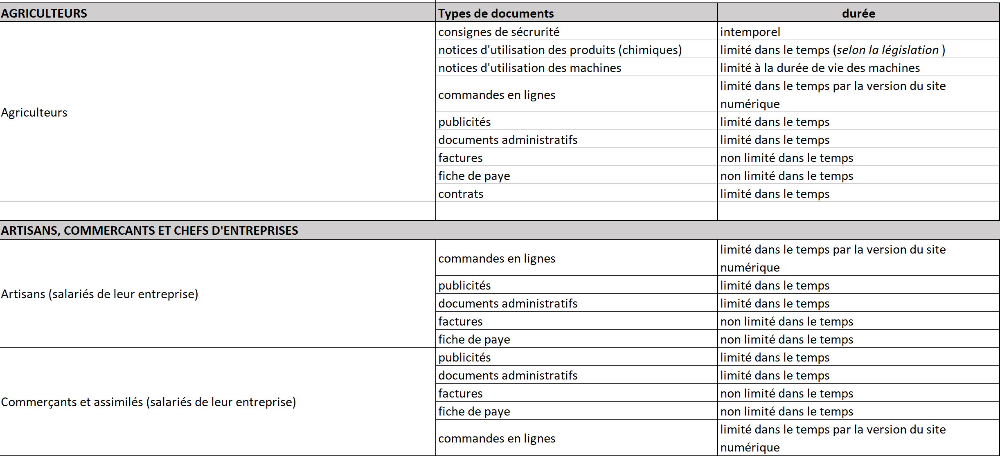 AGRICULTEURS Types de documents durée
Agriculteurs
consignes de sécrurité intemporel
notices d'utilisation des produits (chimiques) limité dans le temps (selon la législation )
notices d'utilisation des machines limité à la durée de vie des machines
commandes en lignes limité dans le temps par la version du site
numérique
publicités limité dans le temps
documents administratifs limité dans le temps
factures non limité dans le temps
fiche de paye non limité dans le temps
contrats limité dans le temps
ARTISANS, COMMERCANTS ET CHEFS D'ENTREPRISES
Artisans (salariés de leur entreprise)
commandes en lignes limité dans le temps par la version du site
numérique
publicités limité dans le temps
documents administratifs limité dans le temps
factures non limité dans le temps
fiche de paye non limité dans le temps
Commerçants et assimilés (salariés de leur entreprise)
publicités limité dans le temps
documents administratifs limité dans le temps
factures non limité dans le temps
fiche de paye non limité dans le temps
commandes en lignes limité dans le temps par la version du site
numérique